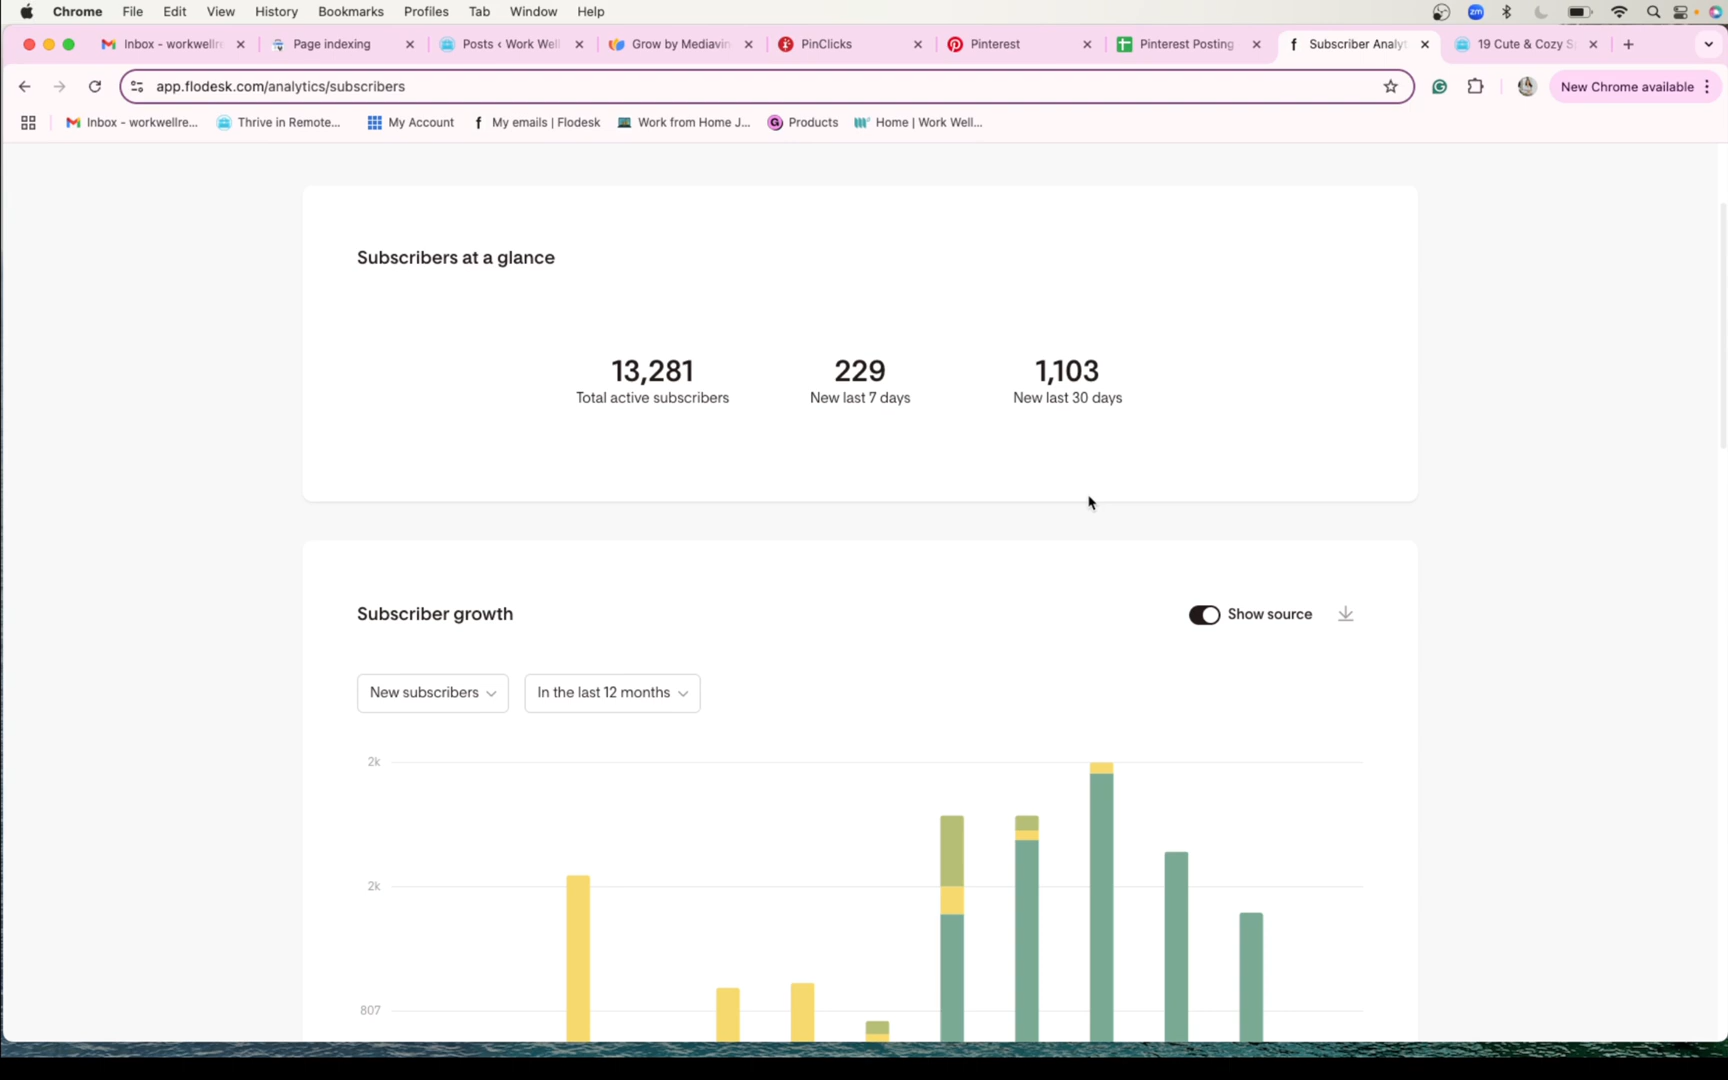 Chrome File Edit View History Bookmarks Profiles Tab Window Help
zm
Inbox - workwellre
Page indexing
Posts ‹ Work Well
Grow by Mediavin
PinClicks
Pinterest
Pinterest Posting
f Subscriber Analyt
19 Cute & Cozy S
app.flodesk.com/analytics/subscribers
New Chrome available
Inbox - workwellre...
Thrive in Remote...
My Account
f My emails | Flodesk
Work from Home J...
Products
Home | Work Well...
Subscribers at a glance
13,281 229 1,103
Total active subscribers New last 7 days New last 30 days
Subscriber growth
Show source
New subscribers In the last 12 months
2k
2k
807